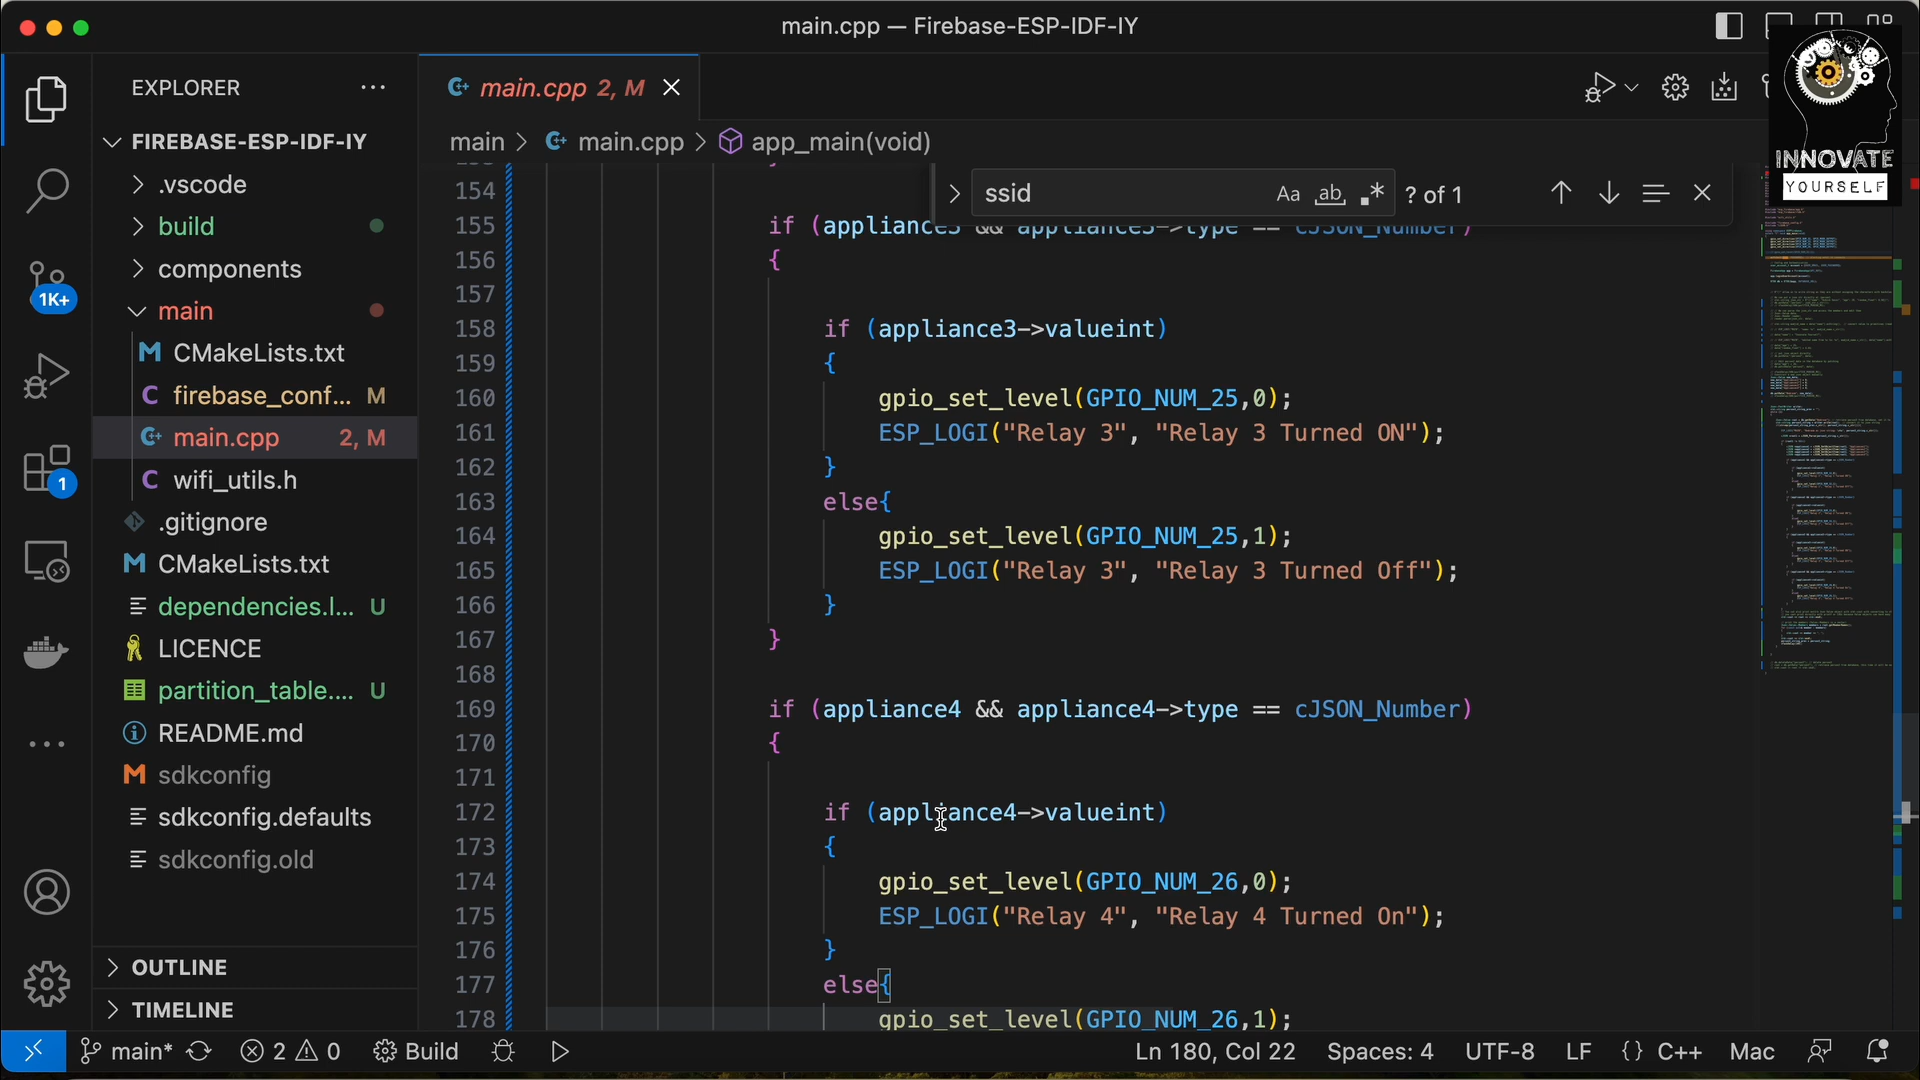 main.cpp — Firebase-ESP-IDF-IY
INNOVATE
YOURSELF
EXPLORER
main.cpp 2, M
FIREBASE-ESP-IDF-IY
main > main.cpp > app_main(void)
.vscode
build
components
main
CMakeLists.txt
firebase_conf... M
main.cpp 2, M
wifi_utils.h
.gitignore
CMakeLists.txt
dependencies.l... U
LICENCE
partition_table.... U
README.md
sdkconfig
sdkconfig.defaults
sdkconfig.old
OUTLINE
TIMELINE
1K+
1
ssid Aa ab ? of 1
154
155 if (appliance3 && appliance3->type == cJSON_Number)
156 {
157
158 if (appliance3->valueint)
159 {
160 gpio_set_level(GPIO_NUM_25,0);
161 ESP_LOGI("Relay 3", "Relay 3 Turned ON");
162 }
163 else{
164 gpio_set_level(GPIO_NUM_25,1);
165 ESP_LOGI("Relay 3", "Relay 3 Turned Off");
166 }
167 }
168
169 if (appliance4 && appliance4->type == cJSON_Number)
170 {
171
172 if (appliance4->valueint)
173 {
174 gpio_set_level(GPIO_NUM_26,0);
175 ESP_LOGI("Relay 4", "Relay 4 Turned On");
176 }
177 else{
178 gpio_set_level(GPIO_NUM_26,1);
main* 2 0 Build Ln 180, Col 22 Spaces: 4 UTF-8 LF {} C++ Mac